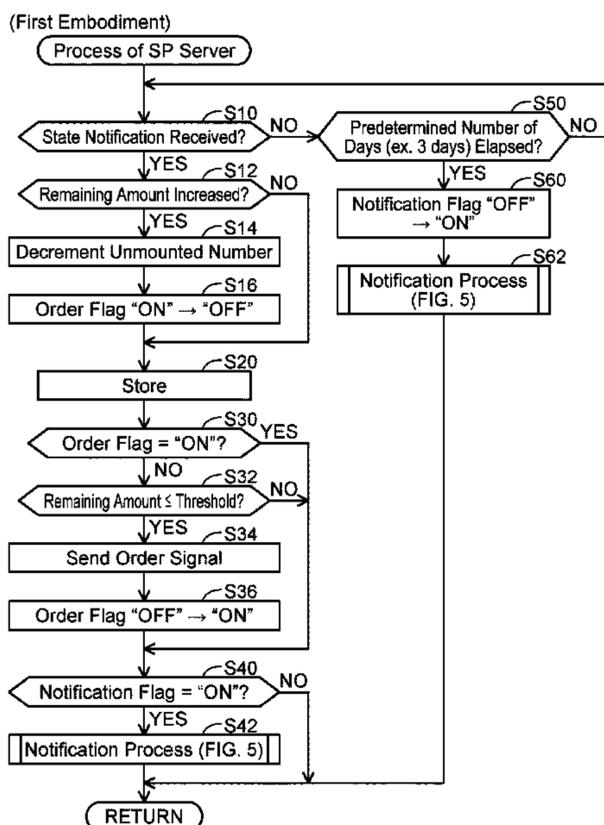 (First Embodiment)
Process of SP Server
S10
State Notification Received?
NO
YES
S12
Remaining Amount Increased?
NO
YES
S14
Decrement Unmounted Number
S16
Order Flag "ON" → "OFF"
S20
Store
S30
Order Flag = "ON"?
YES
NO
S32
Remaining Amount ≤ Threshold?
NO
YES
S34
Send Order Signal
S36
Order Flag "OFF" → "ON"
S40
Notification Flag = "ON"?
NO
YES
S42
Notification Process (FIG. 5)
RETURN
S50
Predetermined Number of
Days (ex. 3 days) Elapsed?
NO
YES
S60
Notification Flag "OFF"
→ "ON"
S62
Notification Process
(FIG. 5)